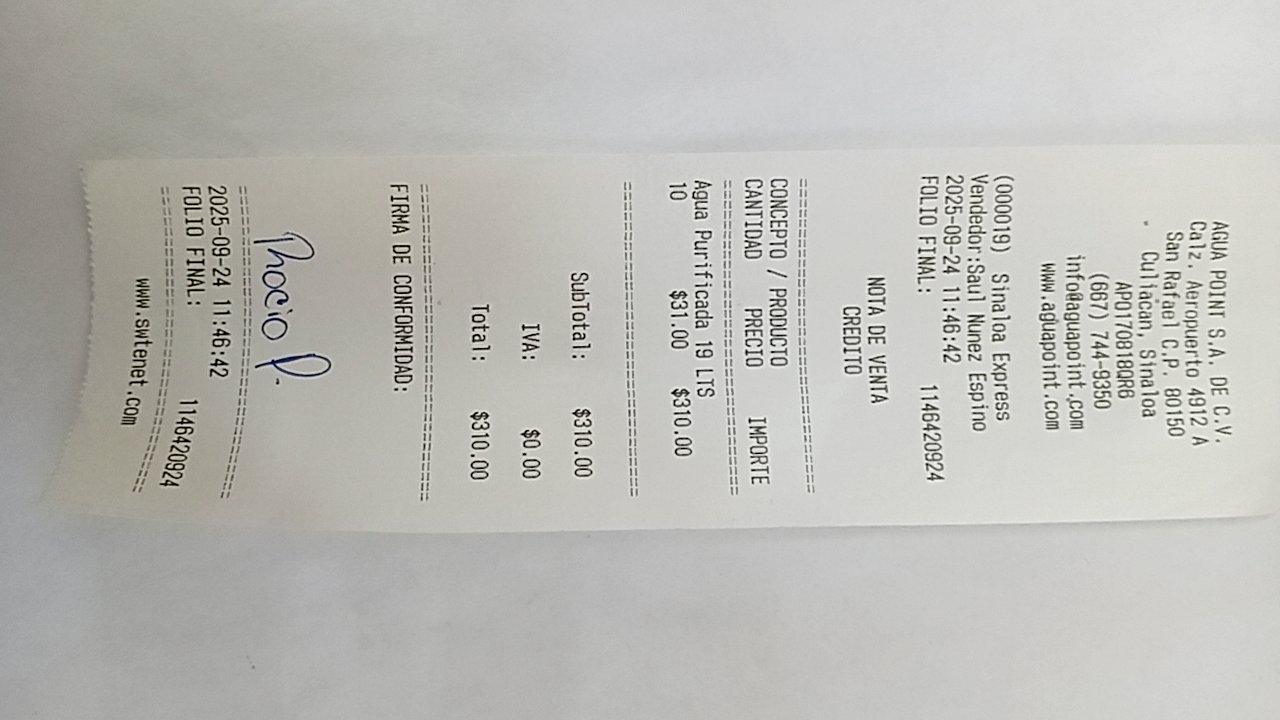 AGUA POINT S.A. DE C.V.
Calz. Aeropuerto 4912 A
San Rafael C.P. 80150
- Culiacan, Sinaloa
APO170818QR6
(667) 744-9350
info@aguapoint.com
www.aguapoint.com
(000019) Sinaloa Express
Vendedor:Saul Nunez Espino
2025-09-24 11:46:42
FOLIO FINAL: 1146420924
NOTA DE VENTA
CREDITO
CONCEPTO / PRODUCTO
CANTIDAD PRECIO IMPORTE
Agua Purificada 19 LTS
10 $31.00 $310.00
SubTotal: $310.00
IVA: $0.00
Total: $310.00
FIRMA DE CONFORMIDAD:
Rhocio P.
2025-09-24 11:46:42
FOLIO FINAL: 1146420924
www.swtenet.com